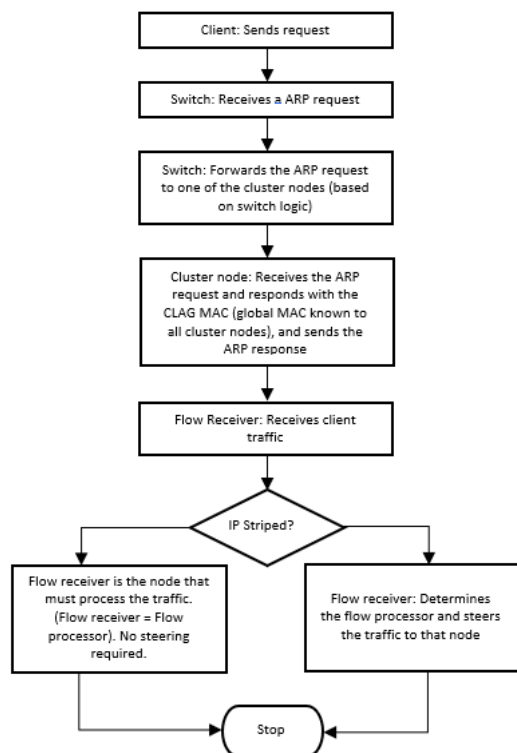 Client: Sends request
Switch: Receives a ARP request
Switch: Forwards the ARP request
to one of the cluster nodes (based
on switch logic)
Cluster node: Receives the ARP
request and responds with the
CLAG MAC (global MAC known to
all cluster nodes), and sends the
ARP response
Flow Receiver: Receives client
traffic
IP Striped?
Flow receiver is the node that
must process the traffic.
(Flow receiver = Flow
processor). No steering
required.
Flow receiver: Determines
the flow processor and steers
the traffic to that node
Stop